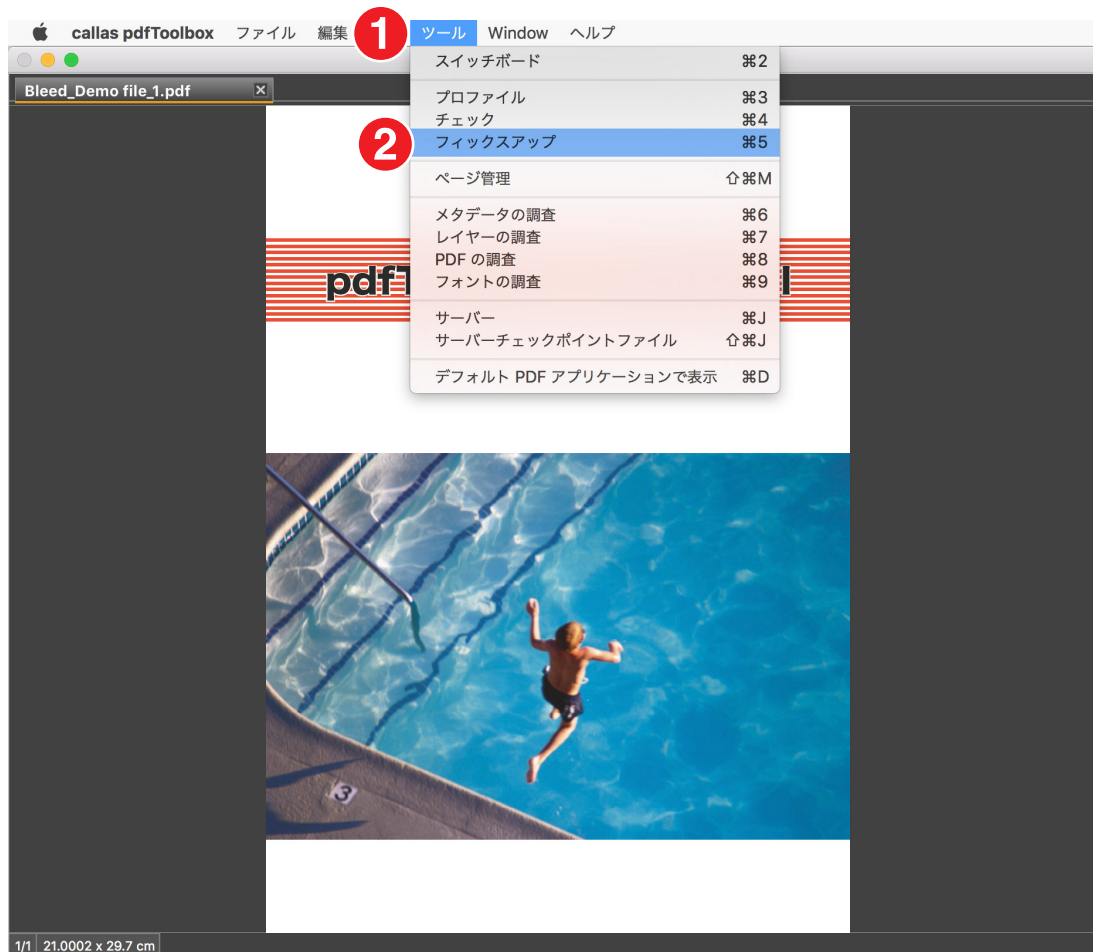 callas pdfToolbox ファイル 編集 1 ツール Window ヘルプ
Bleed_Demo file_1.pdf
スイッチボード ⌘2
プロファイル ⌘3
チェック ⌘4
2 フィックスアップ ⌘5
ページ管理 ⇧⌘M
メタデータの調査 ⌘6
レイヤーの調査 ⌘7
PDF の調査 ⌘8
フォントの調査 ⌘9
サーバー ⌘J
サーバーチェックポイントファイル ⇧⌘J
デフォルト PDF アプリケーションで表示 ⌘D
pdfT
3
1/1 21.0002 x 29.7 cm